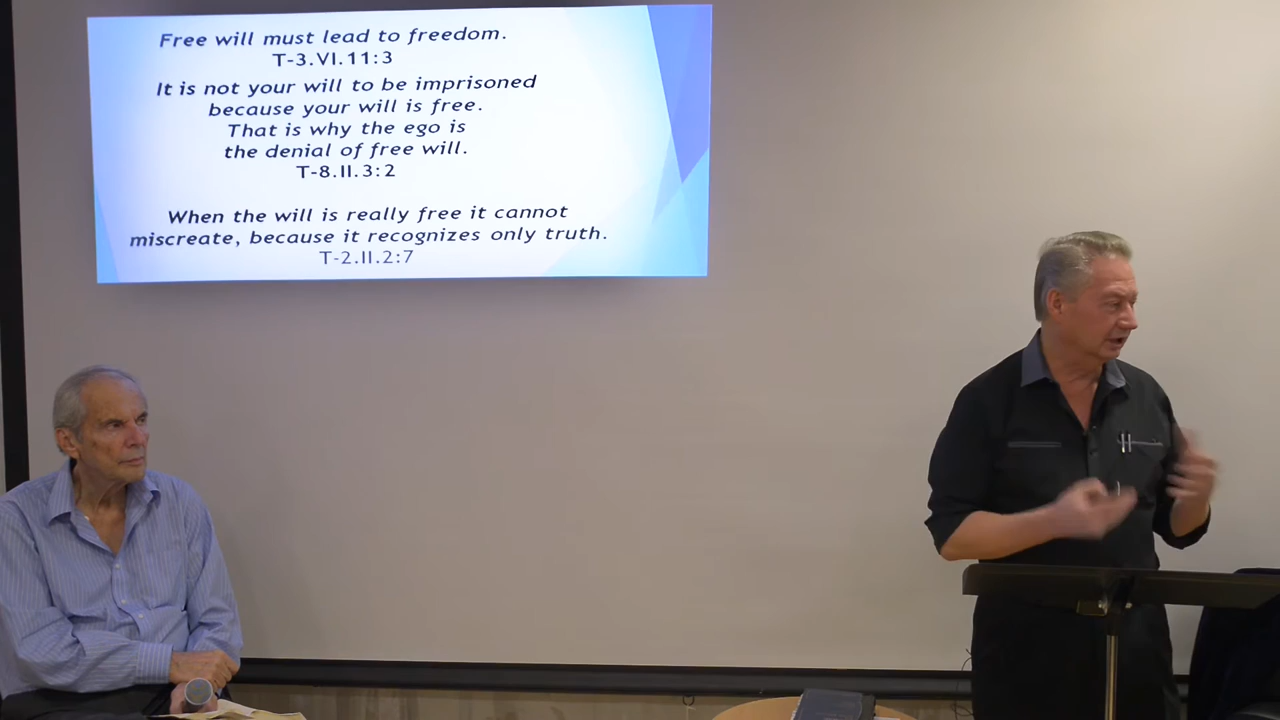 Free will must lead to freedom.
T-3.VI.11:3
It is not your will to be imprisoned
because your will is free.
That is why the ego is
the denial of free will.
T-8.II.3:2
When the will is really free it cannot
miscreate, because it recognizes only truth.
T-2.II.2:7